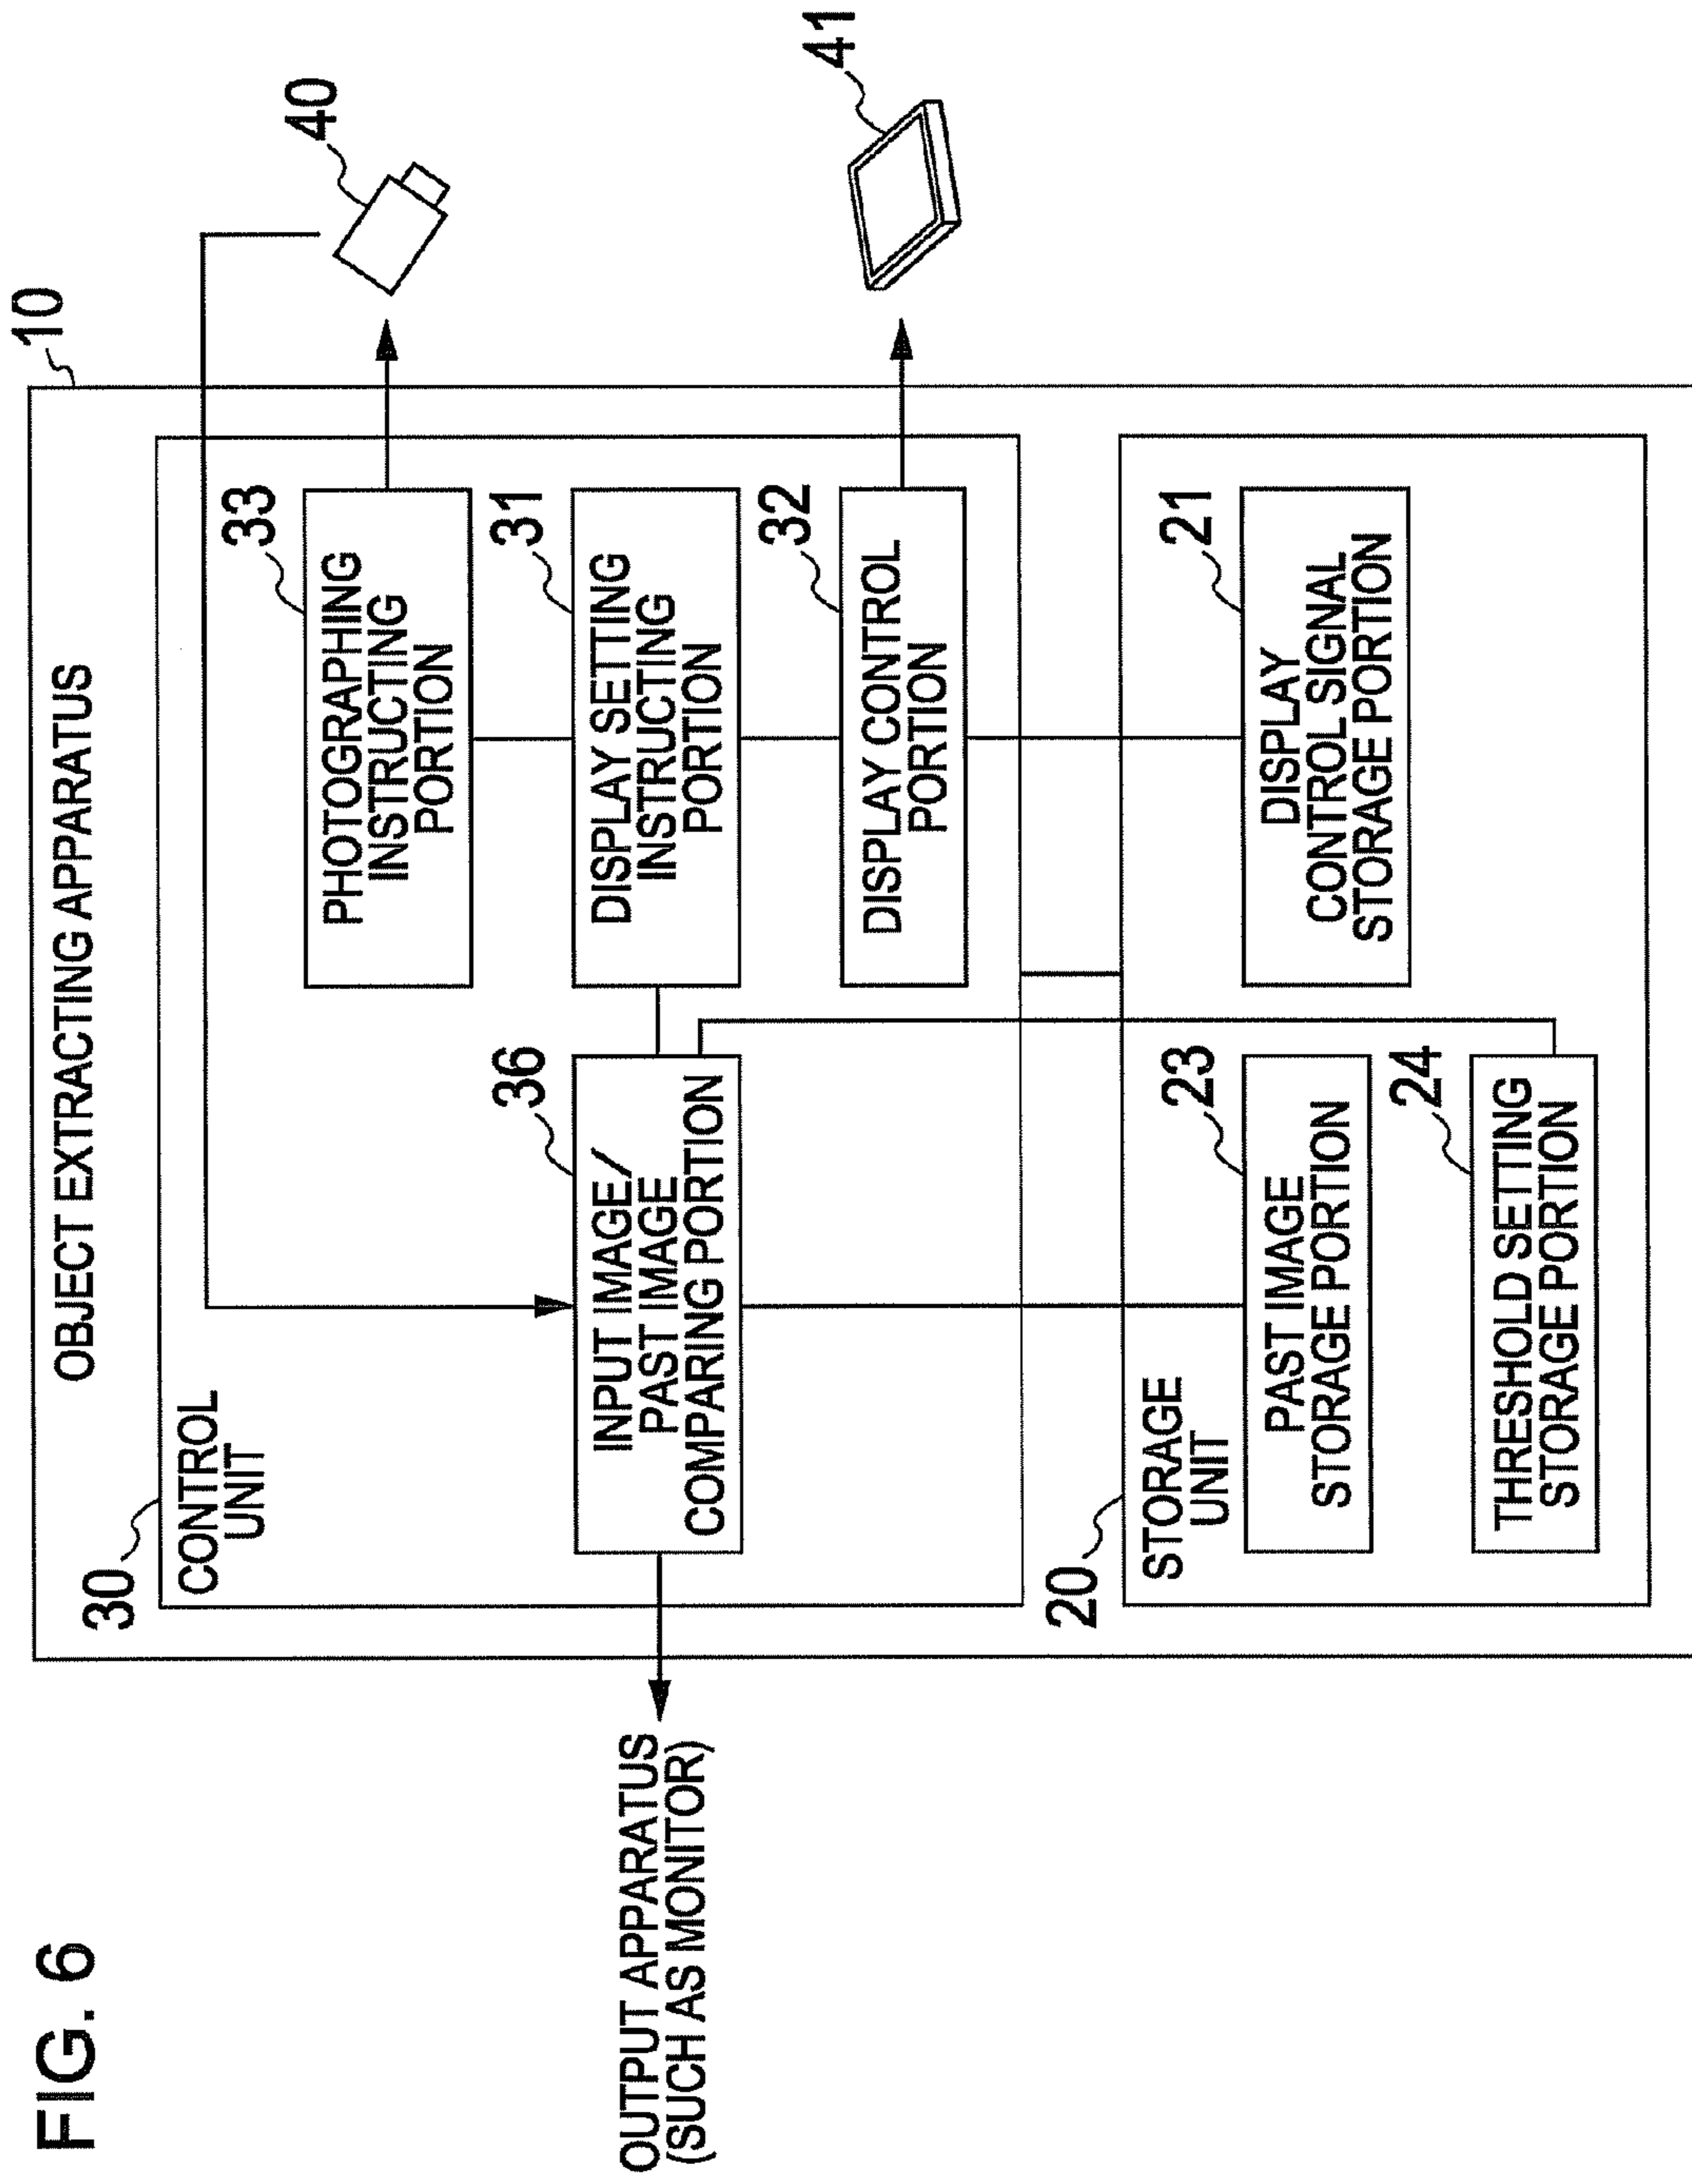 FIG. 6
OBJECT EXTRACTING APPARATUS
10
30
CONTROL
UNIT
33
PHOTOGRAPHING
INSTRUCTING
PORTION
40
36
INPUT IMAGE/
PAST IMAGE
COMPARING PORTION
31
DISPLAY SETTING
INSTRUCTING
PORTION
OUTPUT APPARATUS
(SUCH AS MONITOR)
32
DISPLAY CONTROL
PORTION
41
20
STORAGE
UNIT
23
PAST IMAGE
STORAGE PORTION
21
DISPLAY
CONTROL SIGNAL
STORAGE PORTION
24
THRESHOLD SETTING
STORAGE PORTION